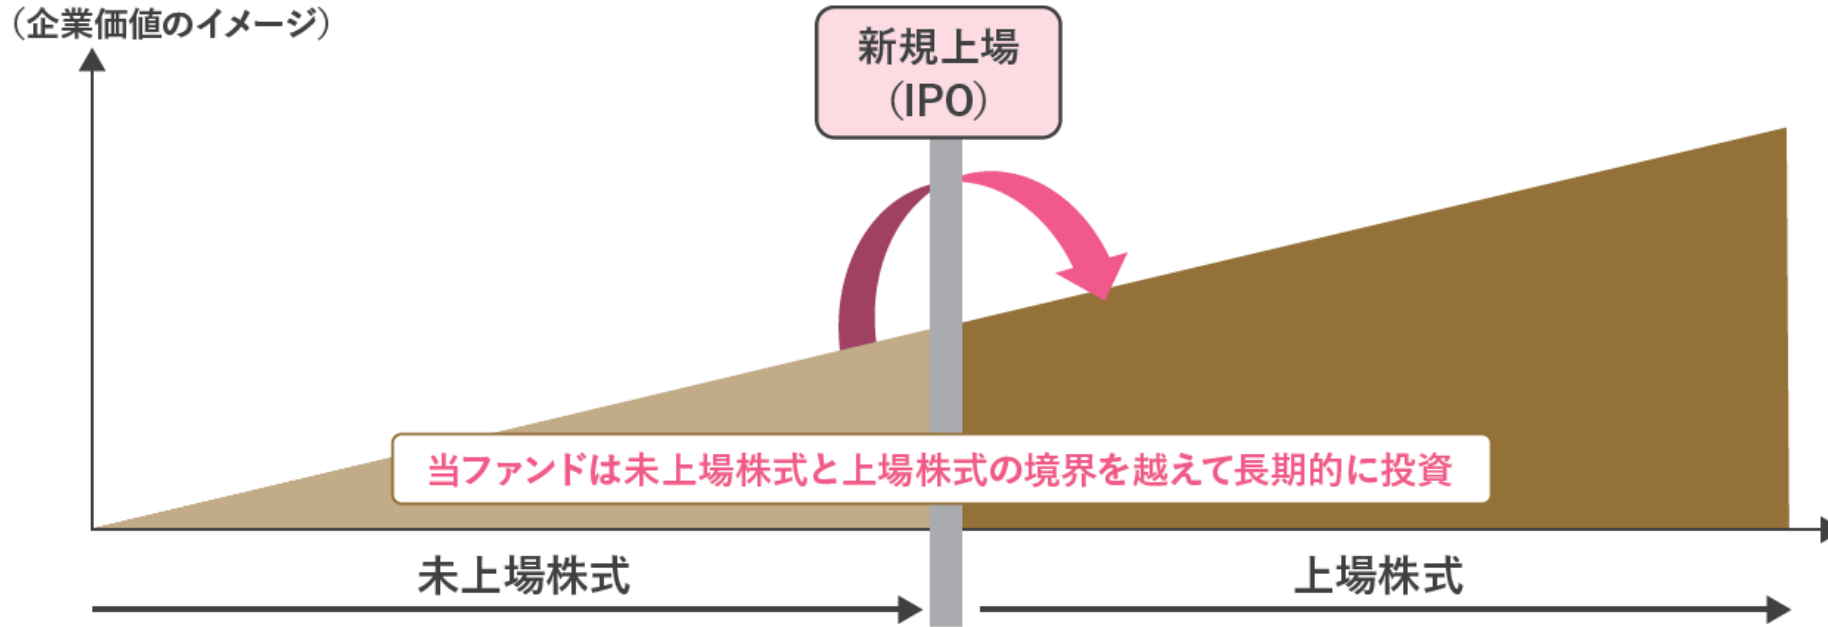 （企業価値のイメージ）
新規上場
（IPO）
当ファンドは未上場株式と上場株式の境界を越えて長期的に投資
未上場株式
上場株式